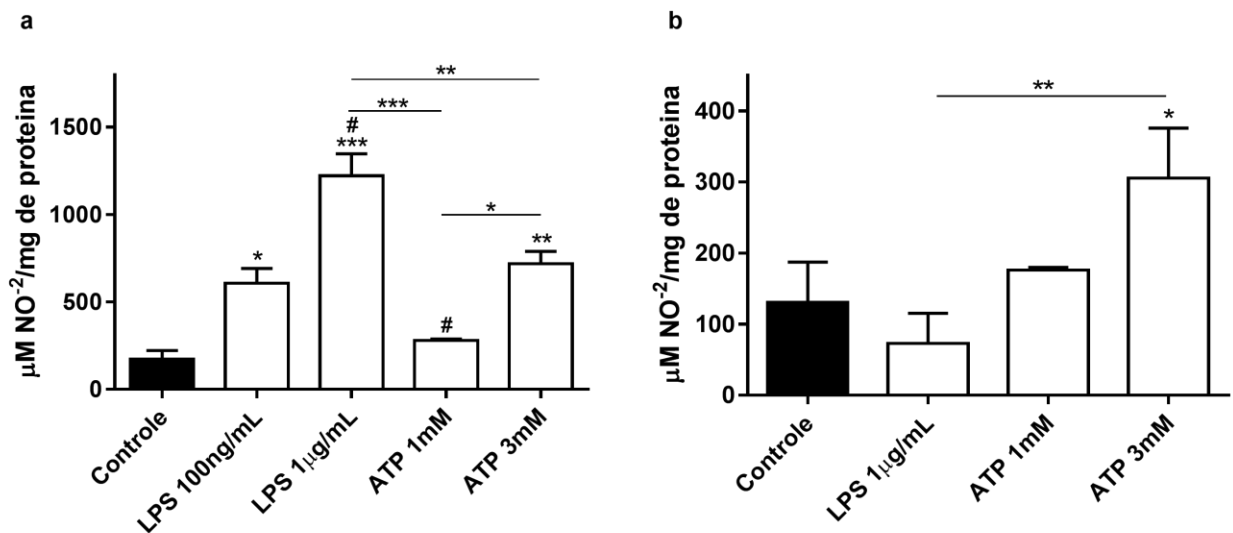 a
μM NO⁻²/mg de proteina
1500
1000
500
0
**
***
#
***
*
*
#
**
Controle
LPS 100ng/mL
LPS 1μg/mL
ATP 1mM
ATP 3mM
b
μM NO⁻²/mg de proteina
400
300
200
100
0
**
*
Controle
LPS 1μg/mL
ATP 1mM
ATP 3mM